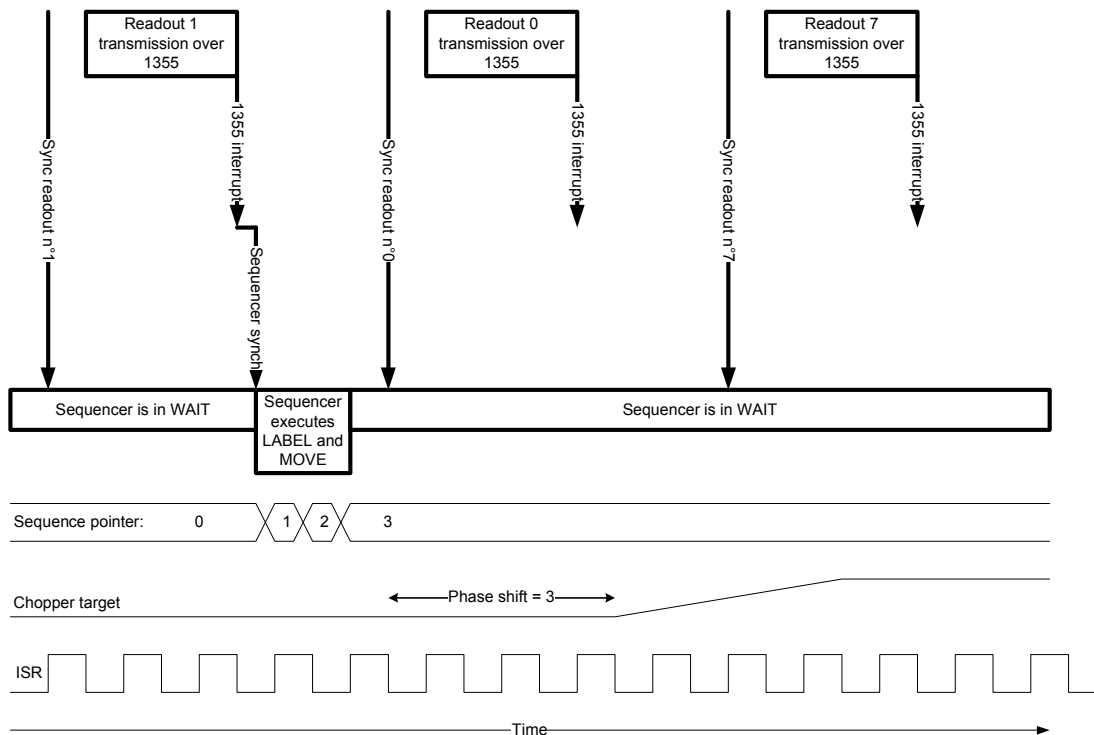 Readout 1
transmission over
1355
Readout 0
transmission over
1355
Readout 7
transmission over
1355
Sync readout n°1
1355 interrupt
Sequencer synch
Sync readout n°0
1355 interrupt
Sync readout n°7
1355 interrupt
Sequencer is in WAIT
Sequencer
executes
LABEL and
MOVE
Sequencer is in WAIT
Sequence pointer: 0 1 2 3
Chopper target
Phase shift = 3
ISR
Time